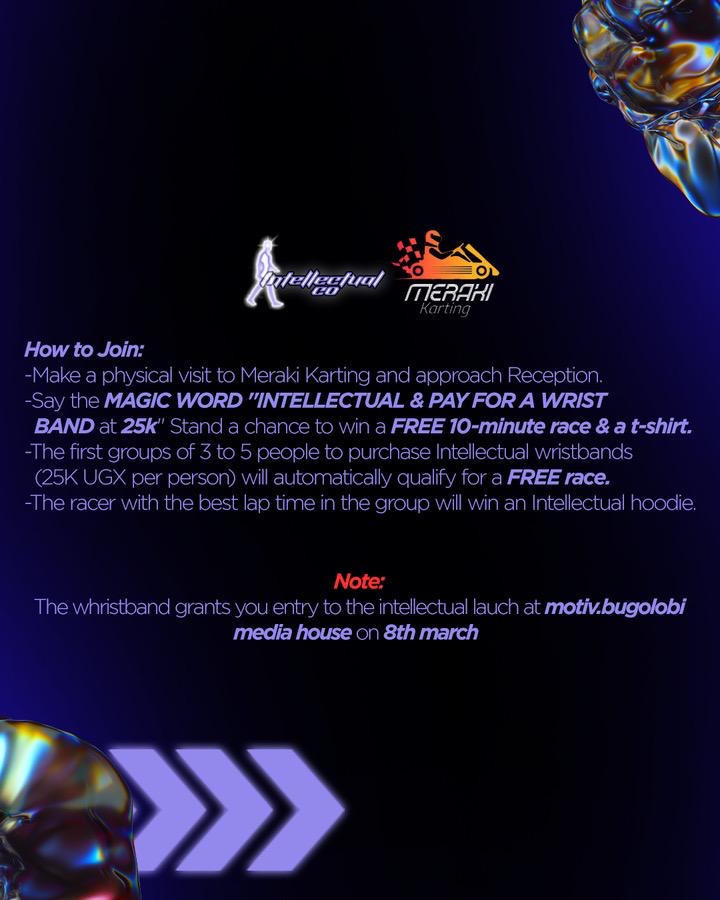 Intellectual
co
MERAKI
Karting
How to Join:
-Make a physical visit to Meraki Karting and approach Reception.
-Say the MAGIC WORD "INTELLECTUAL & PAY FOR A WRIST
BAND at 25k" Stand a chance to win a FREE 10-minute race & a t-shirt.
-The first groups of 3 to 5 people to purchase Intellectual wristbands
(25K UGX per person) will automatically qualify for a FREE race.
-The racer with the best lap time in the group will win an Intellectual hoodie.
Note:
The whristband grants you entry to the intellectual lauch at motiv.bugolobi
media house on 8th march